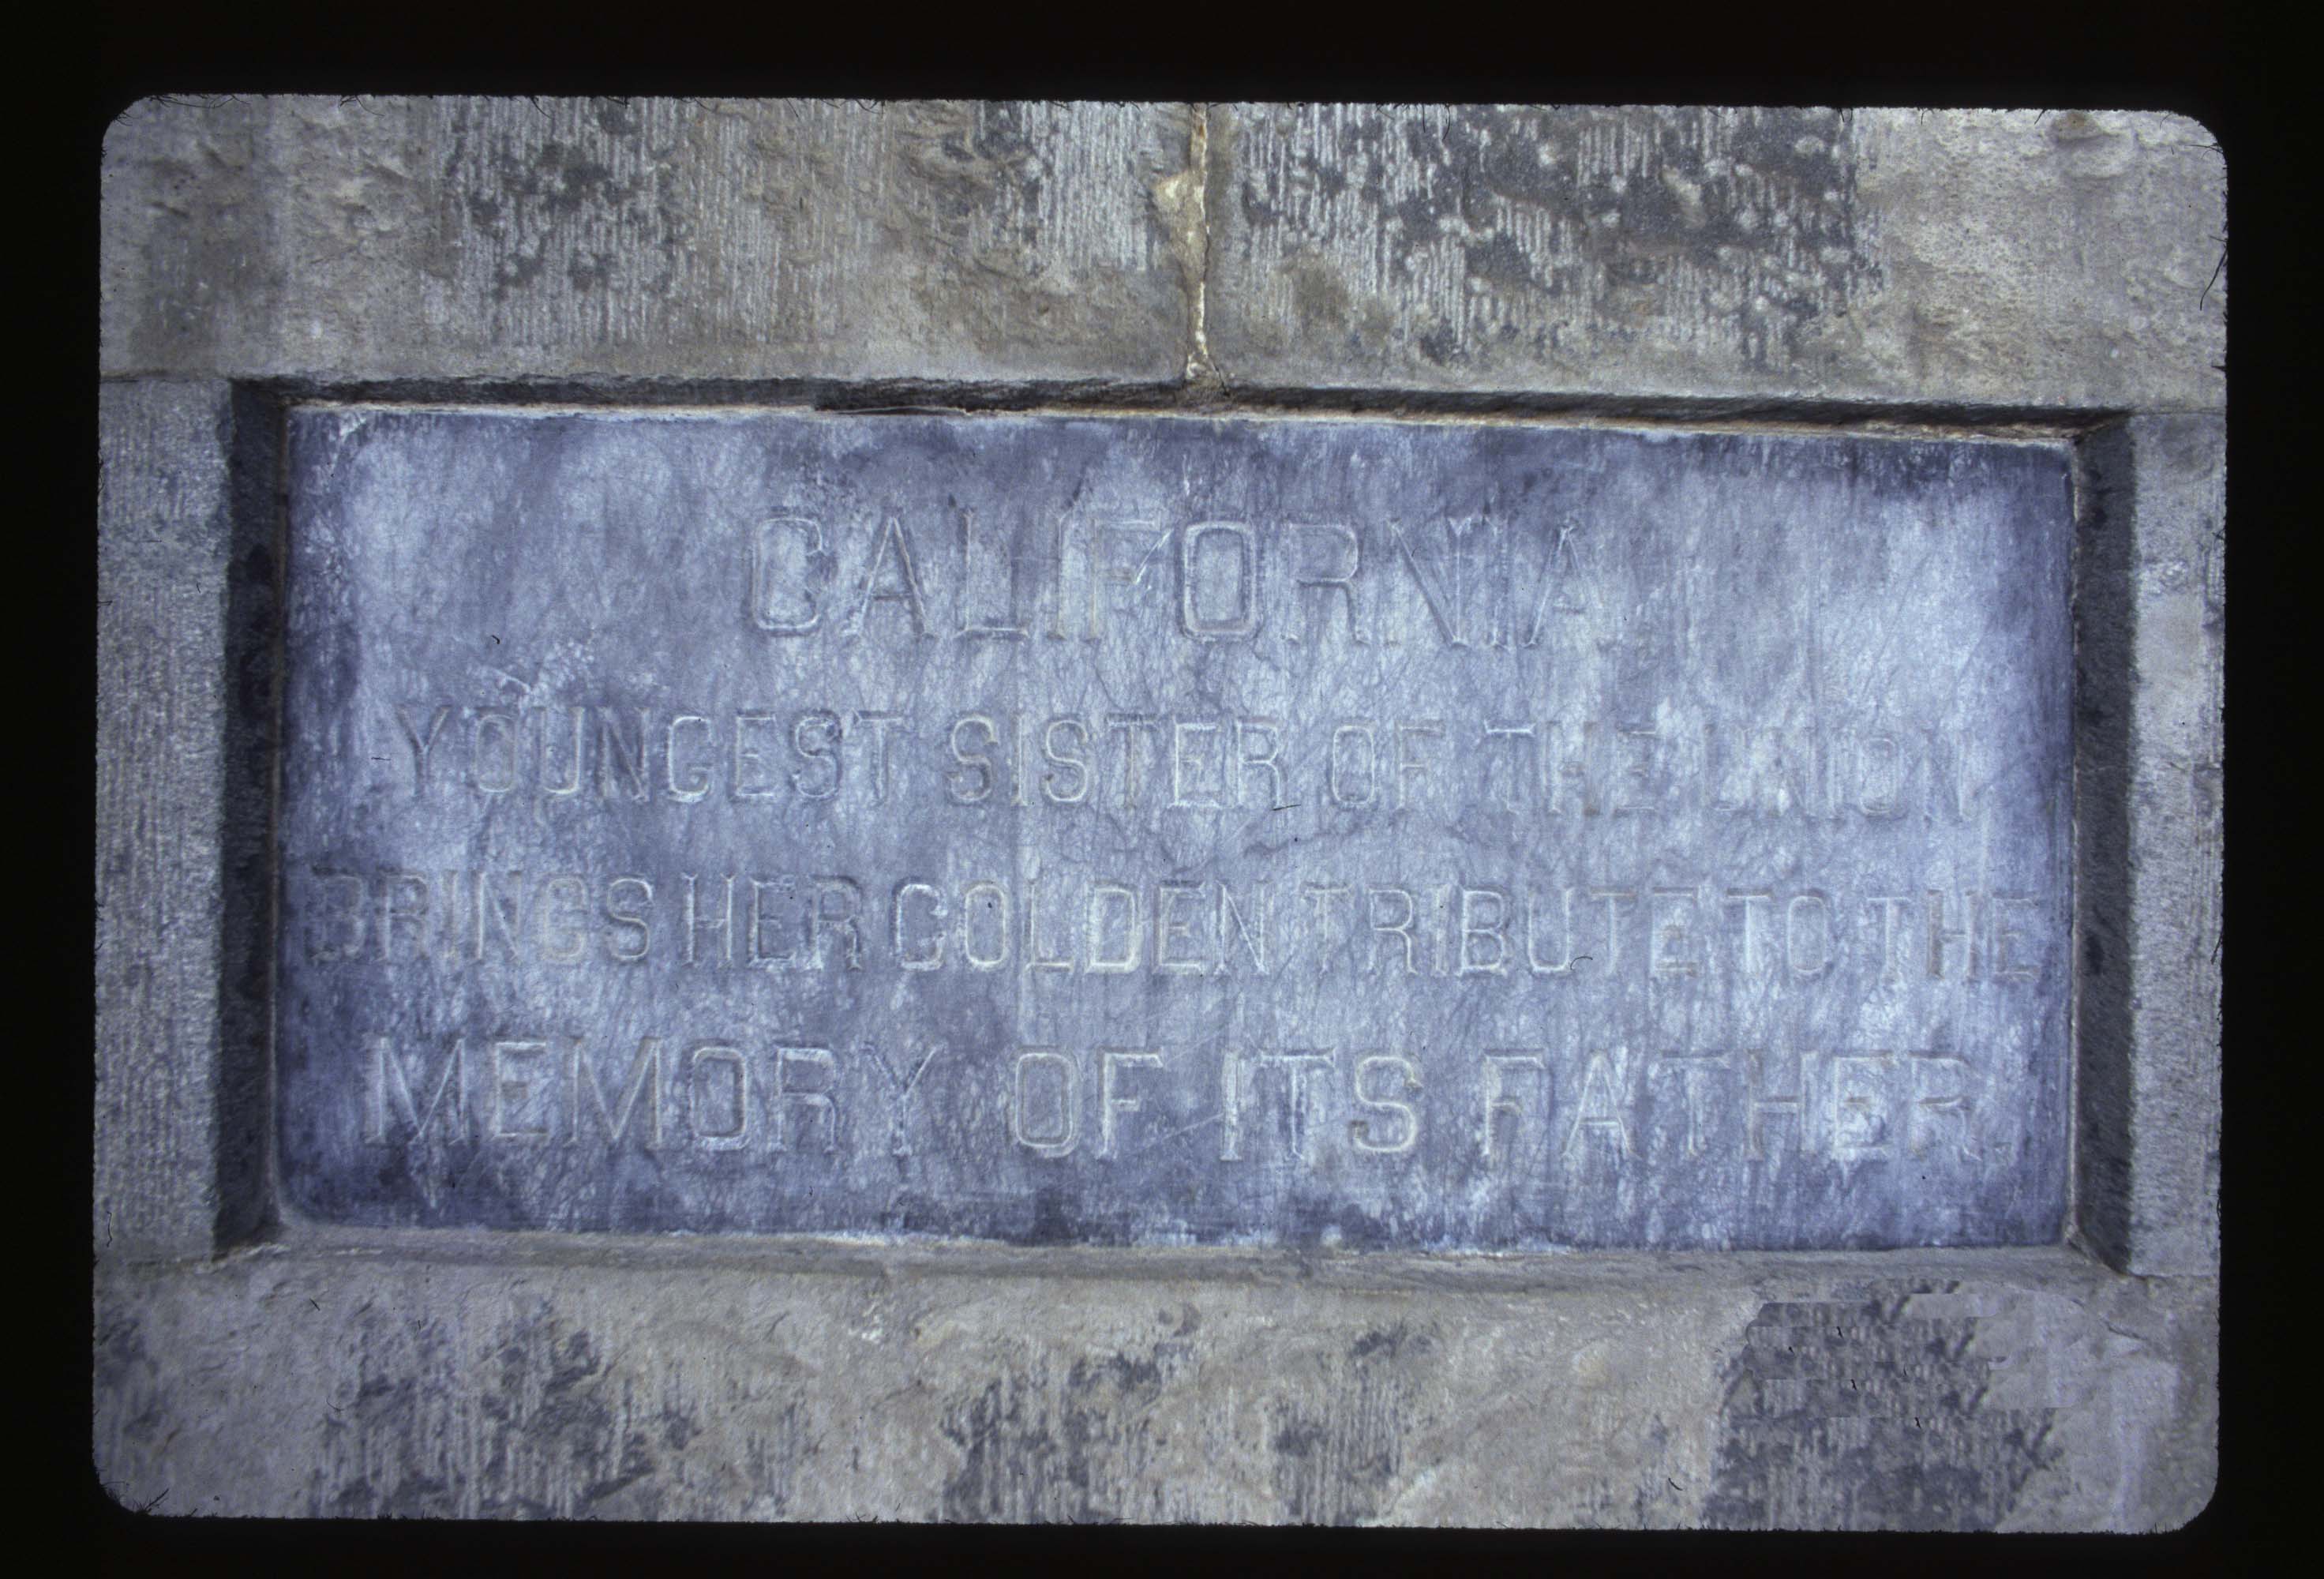 CALIFORNIA.
YOUNGEST SISTER OF THE UNION
BRINGS HER GOLDEN TRIBUTE TO THE
MEMORY OF ITS FATHER.